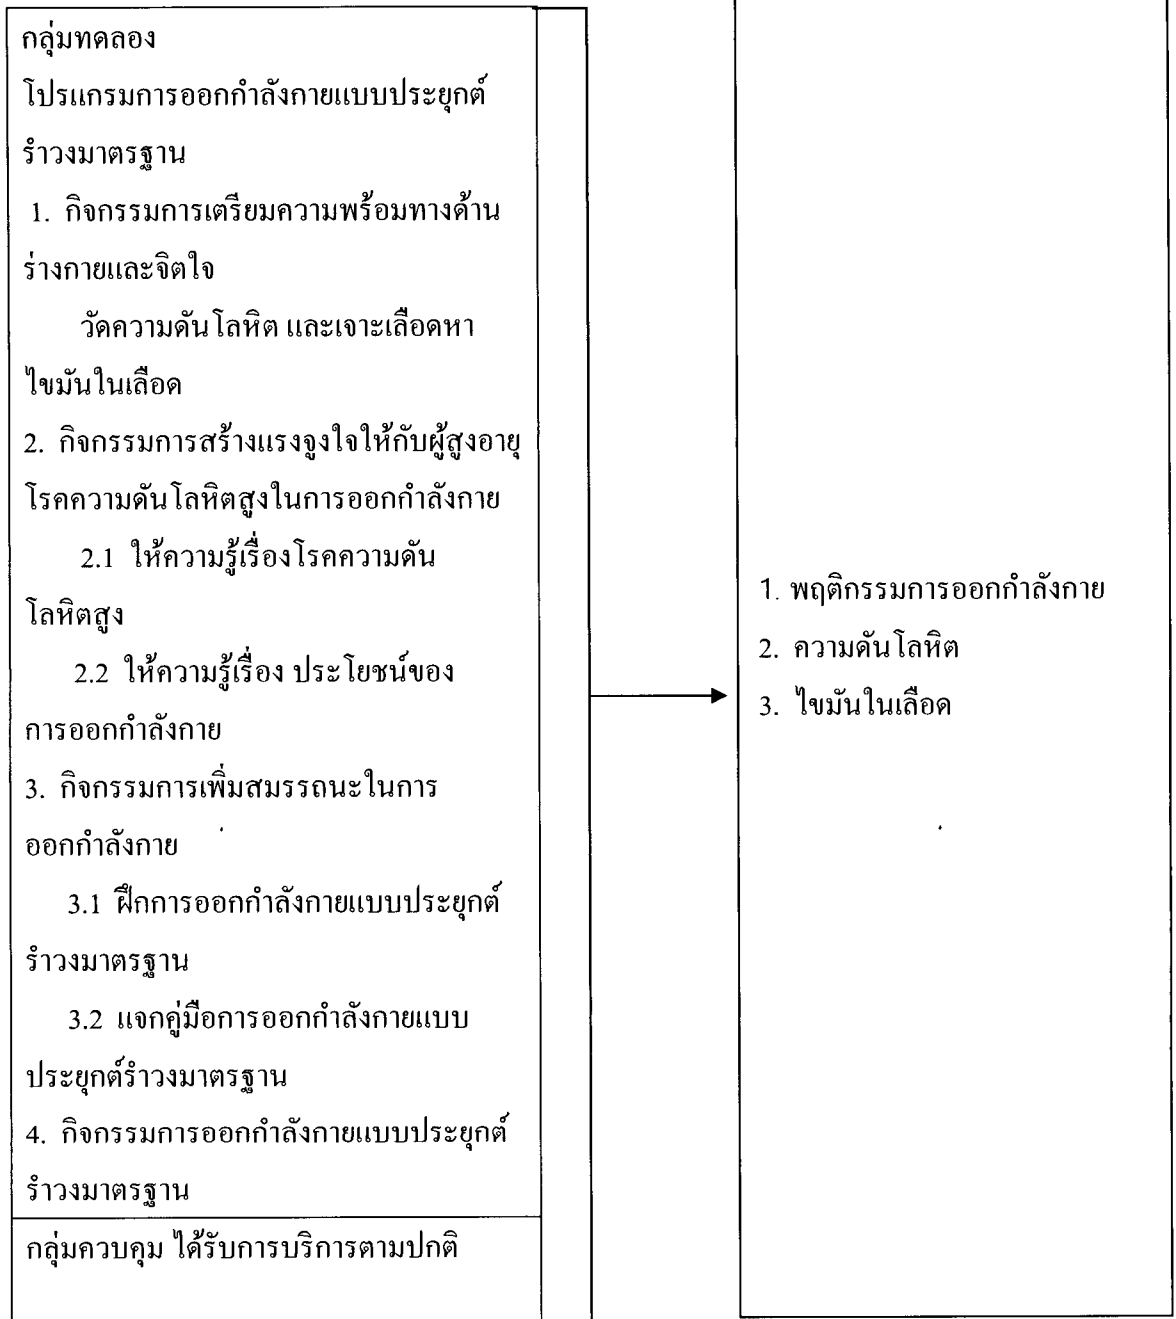 กลุ่มทดลอง
โปรแกรมการออกกำลังกายแบบประยุกต์
รำวงมาตรฐาน
1. กิจกรรมการเตรียมความพร้อมทางด้าน
ร่างกายและจิตใจ
วัดความดันโลหิต และเจาะเลือดหา
ไขมันในเลือด
2. กิจกรรมการสร้างแรงจูงใจให้กับผู้สูงอายุ
โรคความดันโลหิตสูงในการออกกำลังกาย
2.1 ให้ความรู้เรื่องโรคความดัน
โลหิตสูง
2.2 ให้ความรู้เรื่อง ประโยชน์ของ
การออกกำลังกาย
3. กิจกรรมการเพิ่มสมรรถนะในการ
ออกกำลังกาย
3.1 ฝึกการออกกำลังกายแบบประยุกต์
รำวงมาตรฐาน
3.2 แจกคู่มือการออกกำลังกายแบบ
ประยุกต์รำวงมาตรฐาน
4. กิจกรรมการออกกำลังกายแบบประยุกต์
รำวงมาตรฐาน
กลุ่มควบคุม ได้รับการบริการตามปกติ
1. พฤติกรรมการออกกำลังกาย
2. ความดันโลหิต
3. ไขมันในเลือด